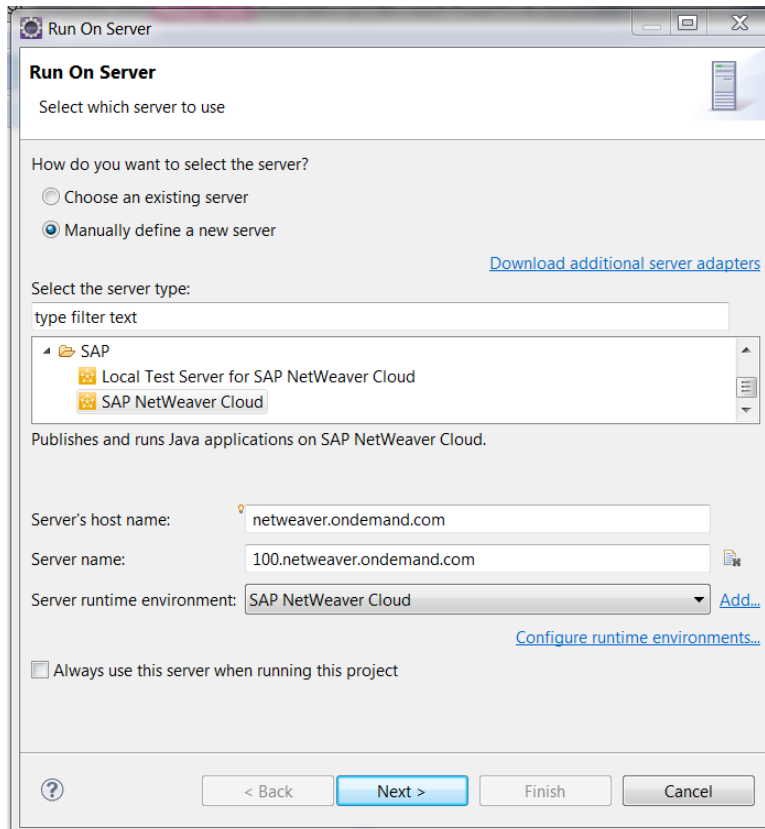 Run On Server
Run On Server
Select which server to use
How do you want to select the server?
Choose an existing server
Manually define a new server
Download additional server adapters
Select the server type:
type filter text
SAP
Local Test Server for SAP NetWeaver Cloud
SAP NetWeaver Cloud
Publishes and runs Java applications on SAP NetWeaver Cloud.
Server's host name: netweaver.ondemand.com
Server name: 100.netweaver.ondemand.com
Server runtime environment: SAP NetWeaver Cloud Add...
Configure runtime environments...
Always use this server when running this project
? < Back Next > Finish Cancel